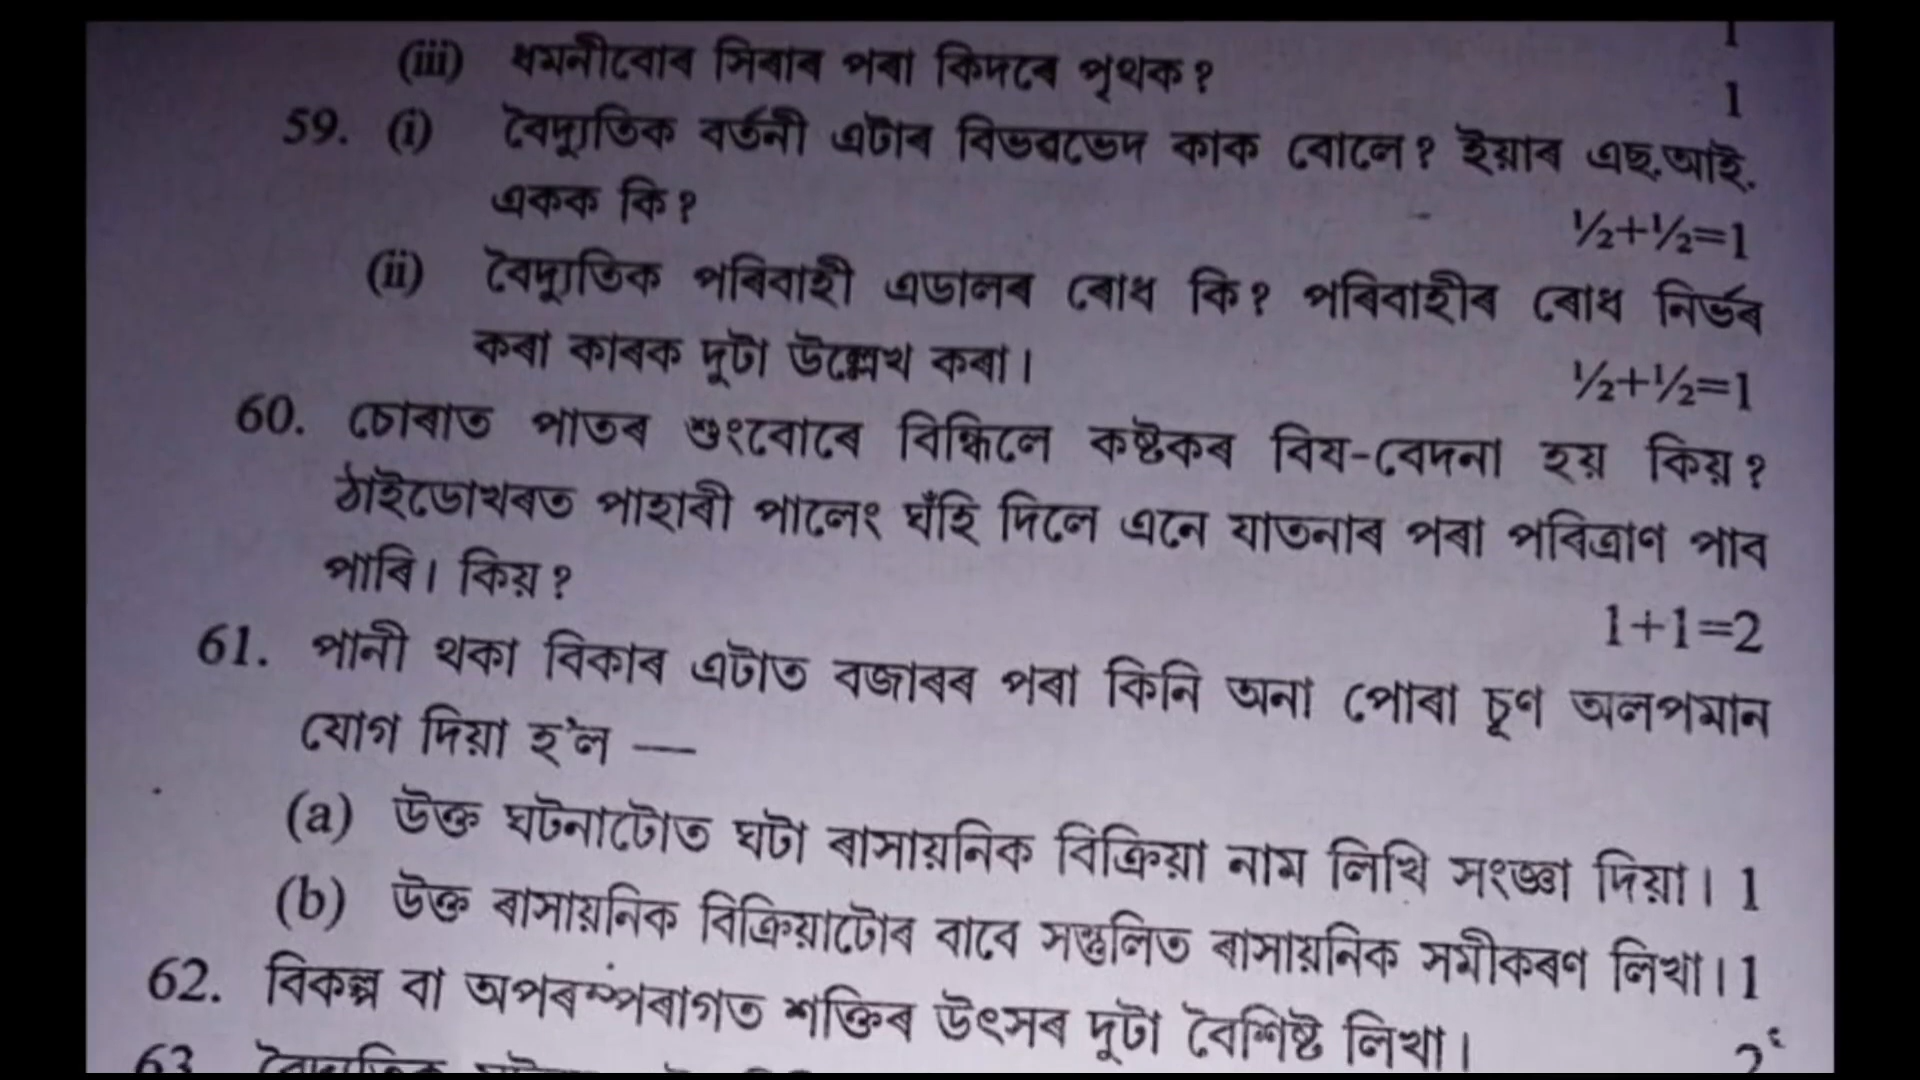 1
(iii) ধমনীবোৰ সিৰাৰ পৰা কিদৰে পৃথক? 1
59. (i) বৈদ্যুতিক বৰ্তনী এটাৰ বিভৱভেদ কাক বোলে? ইয়াৰ এছ.আই.
একক কি? ½+½=1
(ii) বৈদ্যুতিক পৰিবাহী এডালৰ ৰোধ কি? পৰিবাহীৰ ৰোধ নিৰ্ভৰ
কৰা কাৰক দুটা উল্লেখ কৰা। ½+½=1
60. চোৰাত পাতৰ শুংবোৰে বিন্ধিলে কষ্টকৰ বিষ-বেদনা হয় কিয়?
ঠাইডোখৰত পাহাৰী পালেং ঘঁহি দিলে এনে যাতনাৰ পৰা পৰিত্ৰাণ পাব
পাৰি। কিয়? 1+1=2
61. পানী থকা বিকাৰ এটাত বজাৰৰ পৰা কিনি অনা পোৰা চূণ অলপমান
যোগ দিয়া হ'ল —
(a) উক্ত ঘটনাটোত ঘটা ৰাসায়নিক বিক্ৰিয়া নাম লিখি সংজ্ঞা দিয়া। 1
(b) উক্ত ৰাসায়নিক বিক্ৰিয়াটোৰ বাবে সন্তুলিত ৰাসায়নিক সমীকৰণ লিখা। 1
62. বিকল্প বা অপৰম্পৰাগত শক্তিৰ উৎসৰ দুটা বৈশিষ্ট লিখা। 2
63. বৈদ্যুতিক